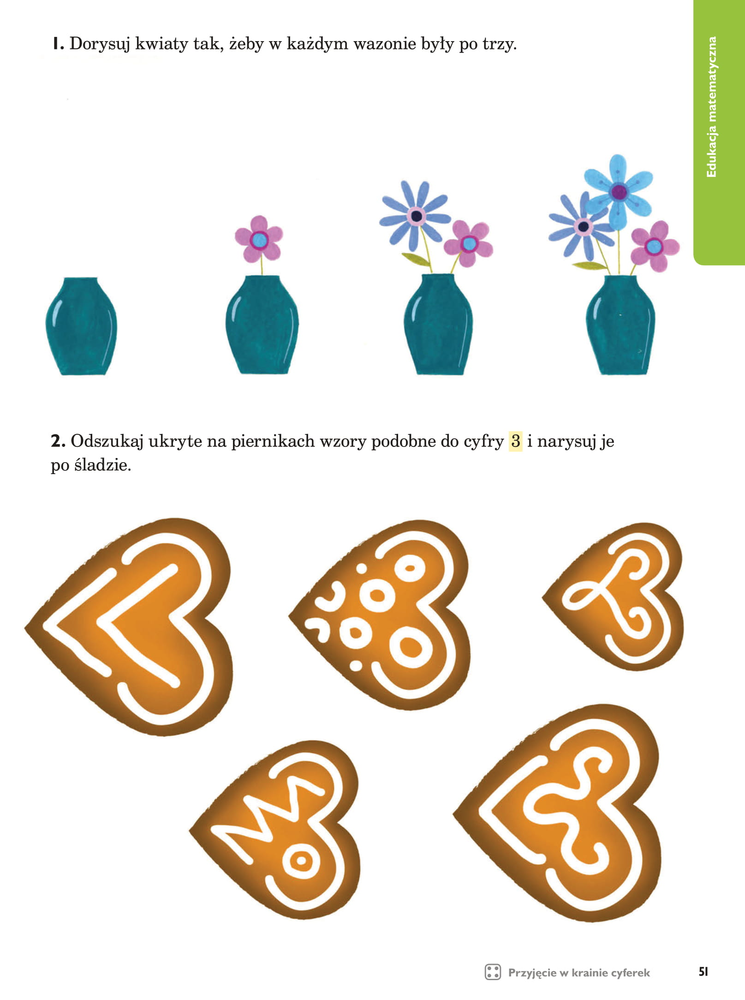 1. Dorysuj kwiaty tak, żeby w każdym wazonie były po trzy.
Edukacja matematyczna
2. Odszukaj ukryte na piernikach wzory podobne do cyfry 3 i narysuj je
po śladzie.
Przyjęcie w krainie cyferek 51